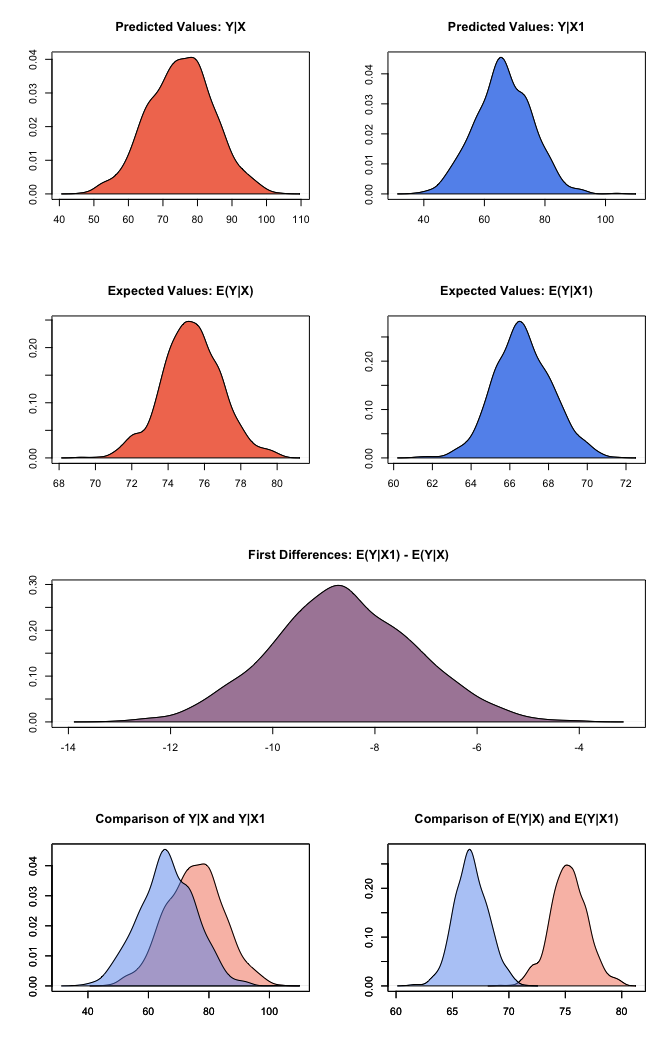 Predicted Values: Y|X
Predicted Values: Y|X1
0.00 0.01 0.02 0.03 0.04
40 50 60 70 80 90 100 110
0.00 0.01 0.02 0.03 0.04
40 60 80 100
Expected Values: E(Y|X)
Expected Values: E(Y|X1)
0.00 0.10 0.20
68 70 72 74 76 78 80
0.00 0.10 0.20
60 62 64 66 68 70 72
First Differences: E(Y|X1) - E(Y|X)
0.00 0.10 0.20 0.30
-14 -12 -10 -8 -6 -4
Comparison of Y|X and Y|X1
Comparison of E(Y|X) and E(Y|X1)
0.00 0.01 0.02 0.03 0.04
40 60 80 100
0.00 0.10 0.20
60 65 70 75 80